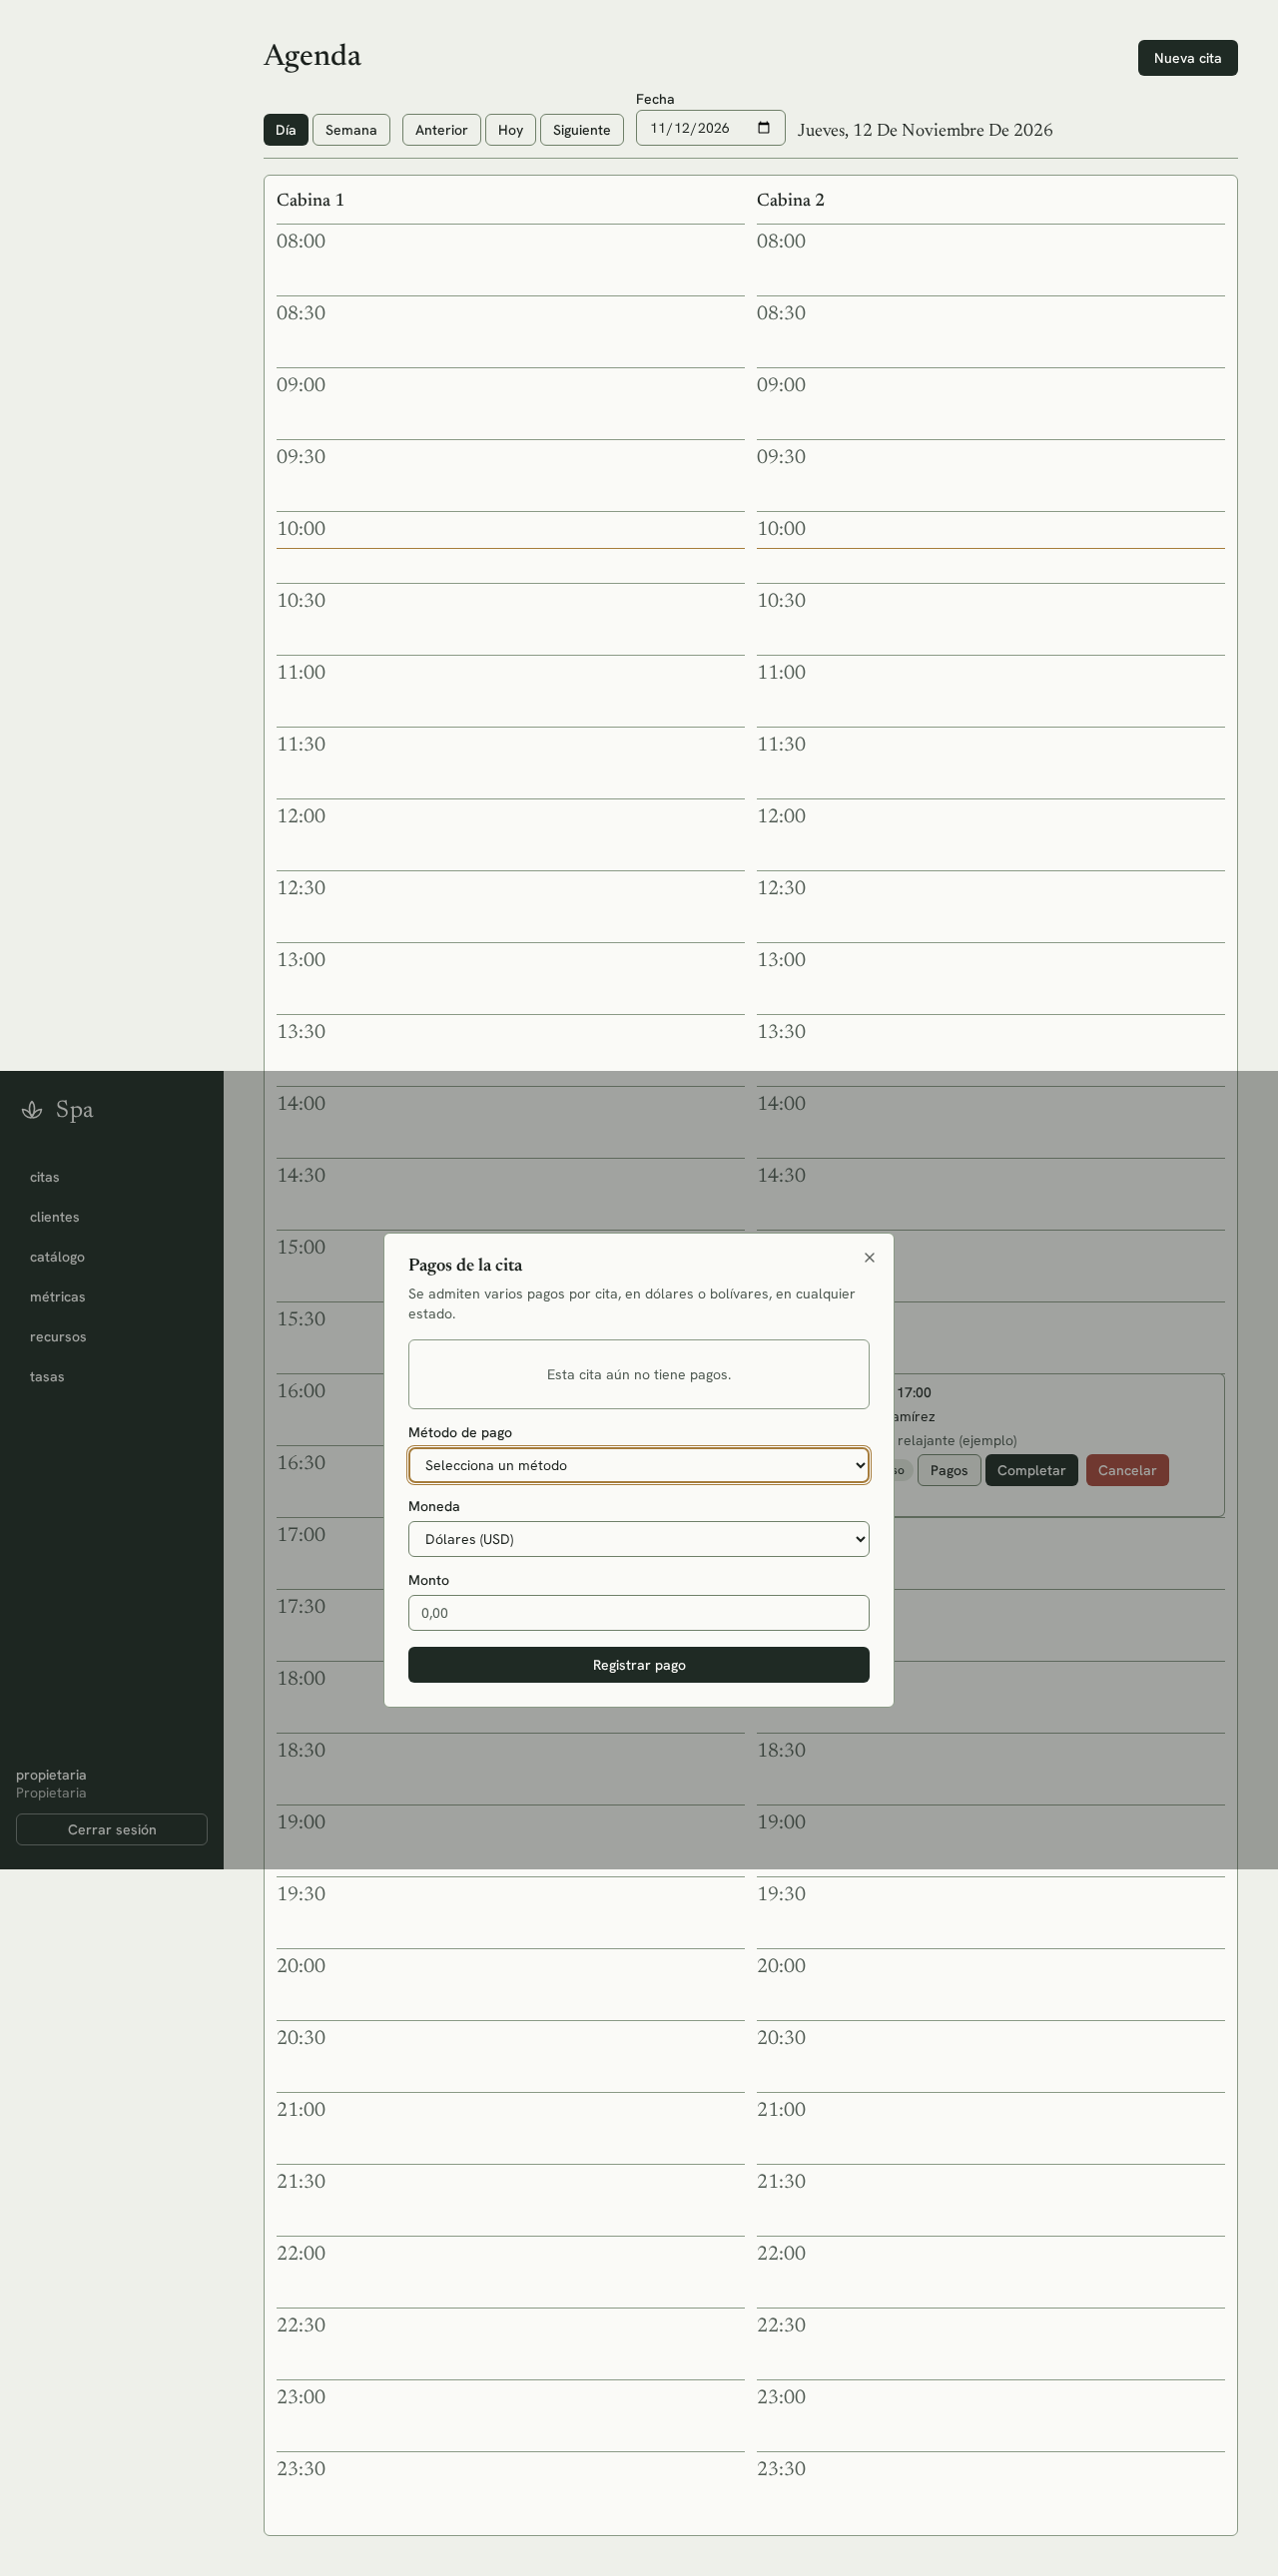 Agenda
Nueva cita
Fecha
Día
Semana
Anterior
Hoy
Siguiente
11/12/2026
Jueves, 12 De Noviembre De 2026
Cabina 1
Cabina 2
08:00 08:00
08:30 08:30
09:00 09:00
09:30 09:30
10:00 10:00
10:30 10:30
11:00 11:00
11:30 11:30
12:00 12:00
12:30 12:30
13:00 13:00
13:30 13:30
14:00 14:00
14:30 14:30
15:00
15:30
16:00
16:30
17:00
17:30
18:00
18:30 18:30
19:00 19:00
19:30 19:30
20:00 20:00
20:30 20:30
21:00 21:00
21:30 21:30
22:00 22:00
22:30 22:30
23:00 23:00
23:30 23:30
Spa
citas
clientes
catálogo
métricas
recursos
tasas
propietaria
Propietaria
Cerrar sesión
Pagos de la cita
Se admiten varios pagos por cita, en dólares o bolívares, en cualquier
estado.
Esta cita aún no tiene pagos.
Método de pago
Selecciona un método
Moneda
Dólares (USD)
Monto
0,00
Registrar pago
17:00
relajante (ejemplo)
Pagos
Completar
Cancelar